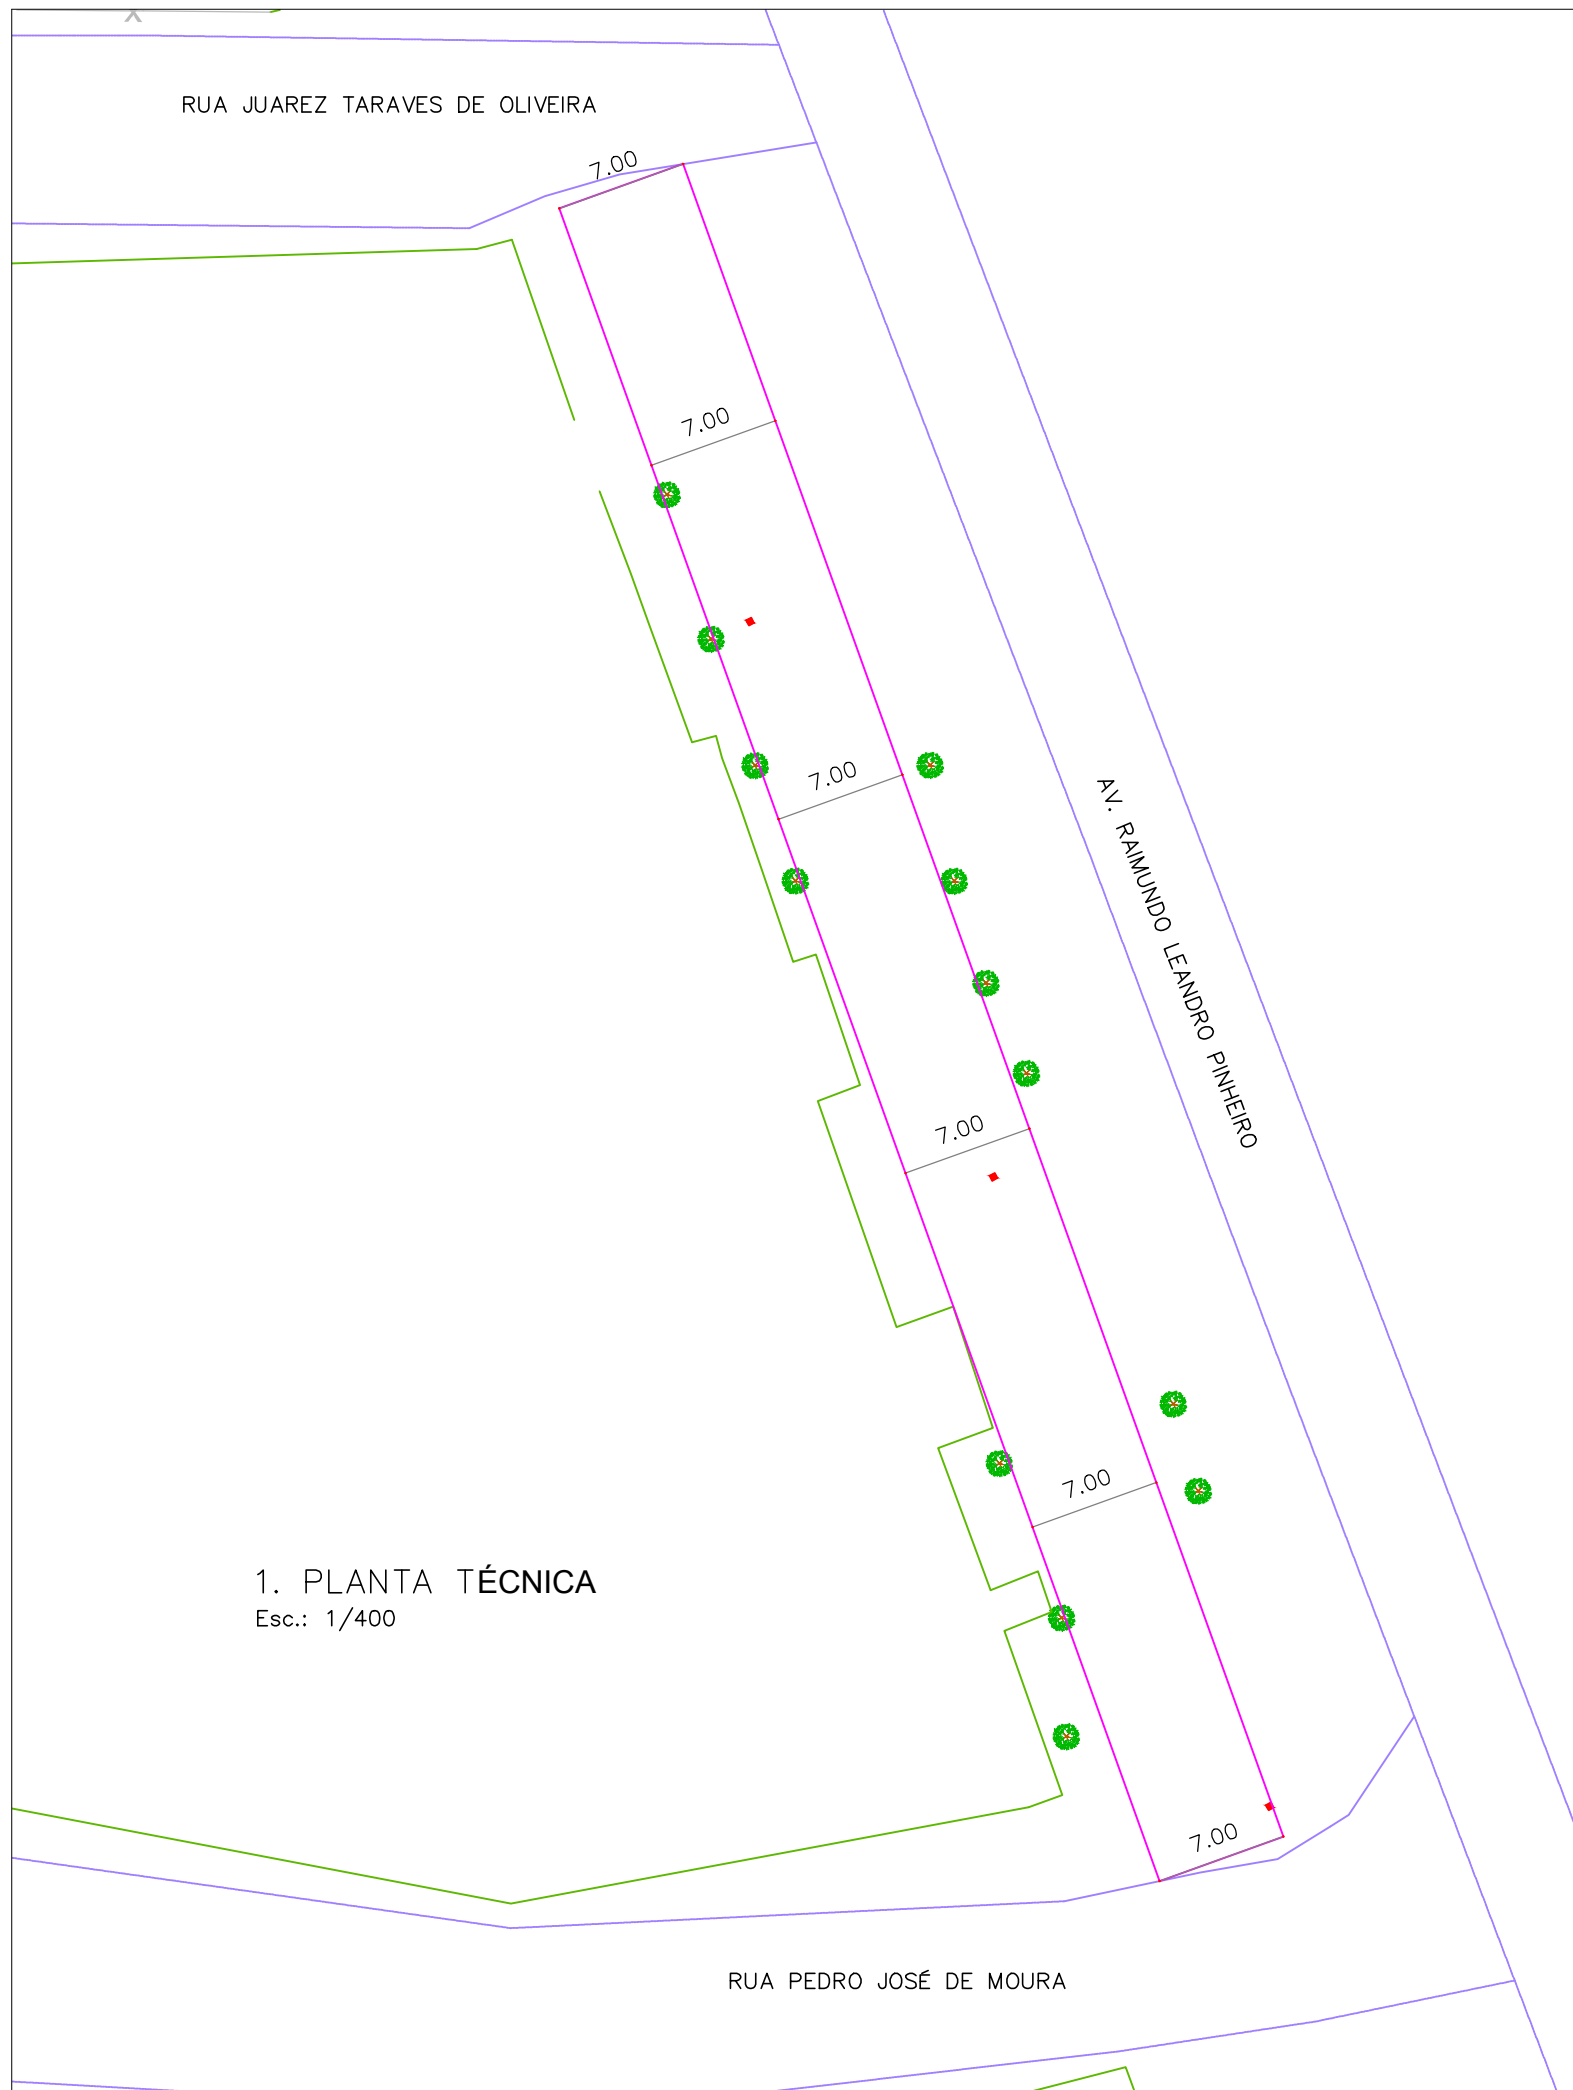 X
RUA JUAREZ TARAVES DE OLIVEIRA
7.00
7.00
7.00
AV. RAIMUNDO LEANDRO PINHEIRO
7.00
7.00
1. PLANTA TÉCNICA
Esc.: 1/400
7.00
RUA PEDRO JOSÉ DE MOURA